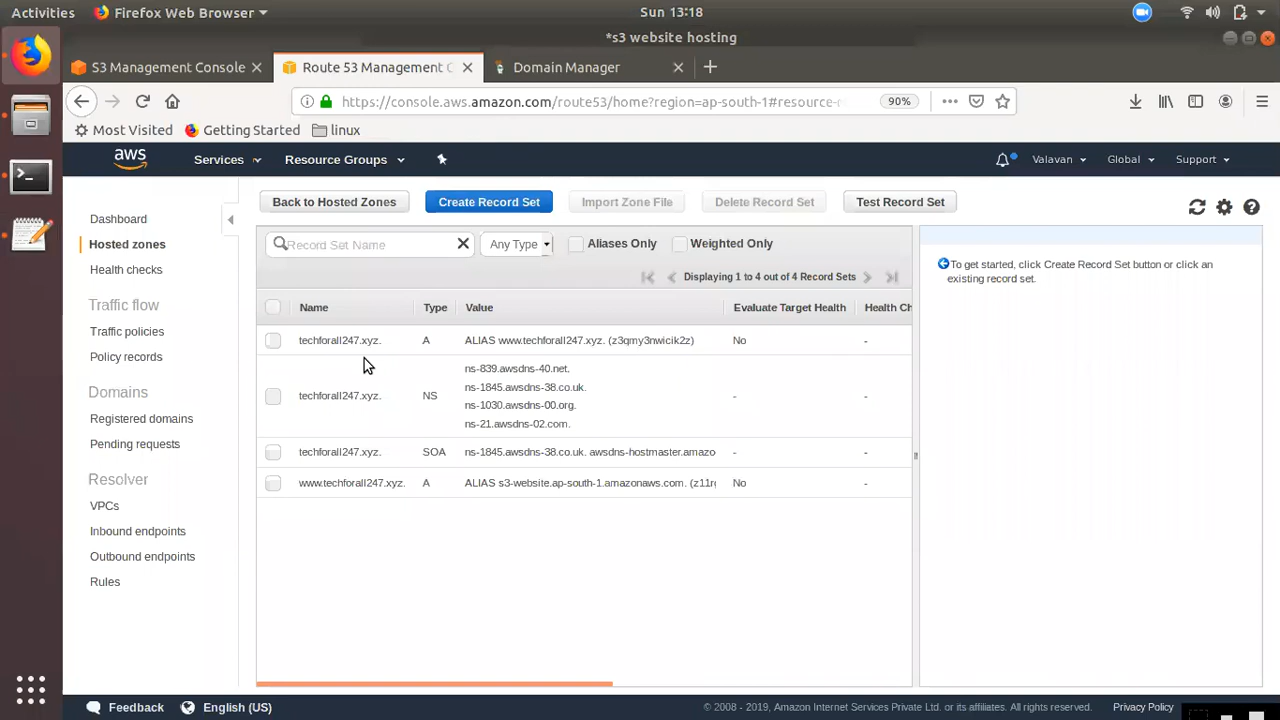 Activities
Firefox Web Browser
Sun 13:18
*s3 website hosting
S3 Management Console
Route 53 Management C
Domain Manager
https://console.aws.amazon.com/route53/home?region=ap-south-1#resource-
90%
Most Visited
Getting Started
linux
aws
Services
Resource Groups
Valavan
Global
Support
Dashboard
Hosted zones
Health checks
Traffic flow
Traffic policies
Policy records
Domains
Registered domains
Pending requests
Resolver
VPCs
Inbound endpoints
Outbound endpoints
Rules
Back to Hosted Zones
Create Record Set
Import Zone File
Delete Record Set
Test Record Set
Record Set Name
Any Type
Aliases Only
Weighted Only
Displaying 1 to 4 out of 4 Record Sets
Name Type Value Evaluate Target Health Health Ch
techforall247.xyz. A ALIAS www.techforall247.xyz. (z3qmy3nwicik2z) No -
techforall247.xyz. NS
ns-839.awsdns-40.net.
ns-1845.awsdns-38.co.uk.
ns-1030.awsdns-00.org.
ns-21.awsdns-02.com.
- -
techforall247.xyz. SOA ns-1845.awsdns-38.co.uk. awsdns-hostmaster.amazo - -
www.techforall247.xyz. A ALIAS s3-website.ap-south-1.amazonaws.com. (z11r No -
To get started, click Create Record Set button or click an
existing record set.
Feedback
English (US)
© 2008 - 2019, Amazon Internet Services Private Ltd. or its affiliates. All rights reserved.
Privacy Policy